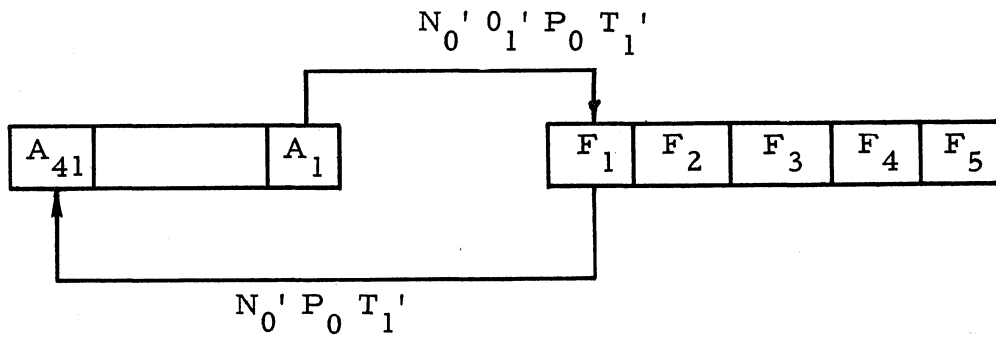 N₀' 0₁' P₀ T₁'
A₄₁ A₁ F₁ F₂ F₃ F₄ F₅
N₀' P₀ T₁'